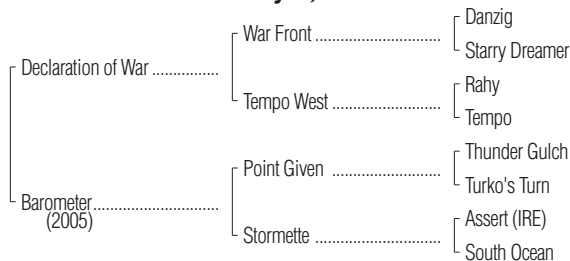 Danzig
War Front ................................
Starry Dreamer
Declaration of War ................
Rahy
Tempo West ...........................
Tempo
Thunder Gulch
Point Given ...........................
Turko's Turn
Barometer..............................
(2005)
Assert (IRE)
Stormette ...............................
South Ocean